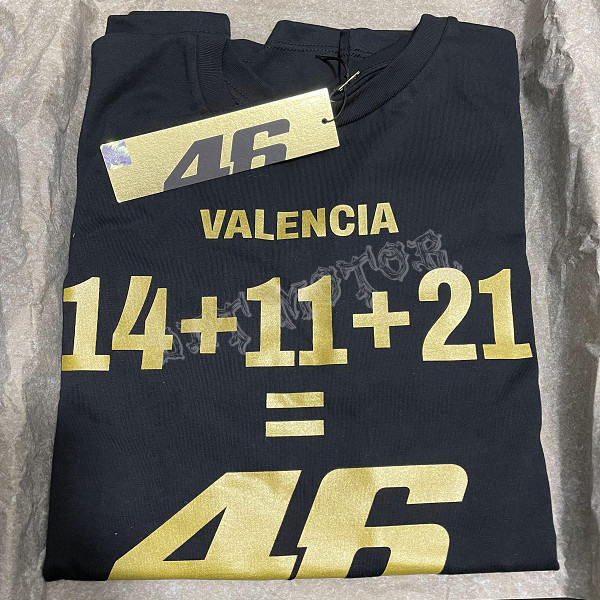 46
VALENCIA
14+11+21
=
46